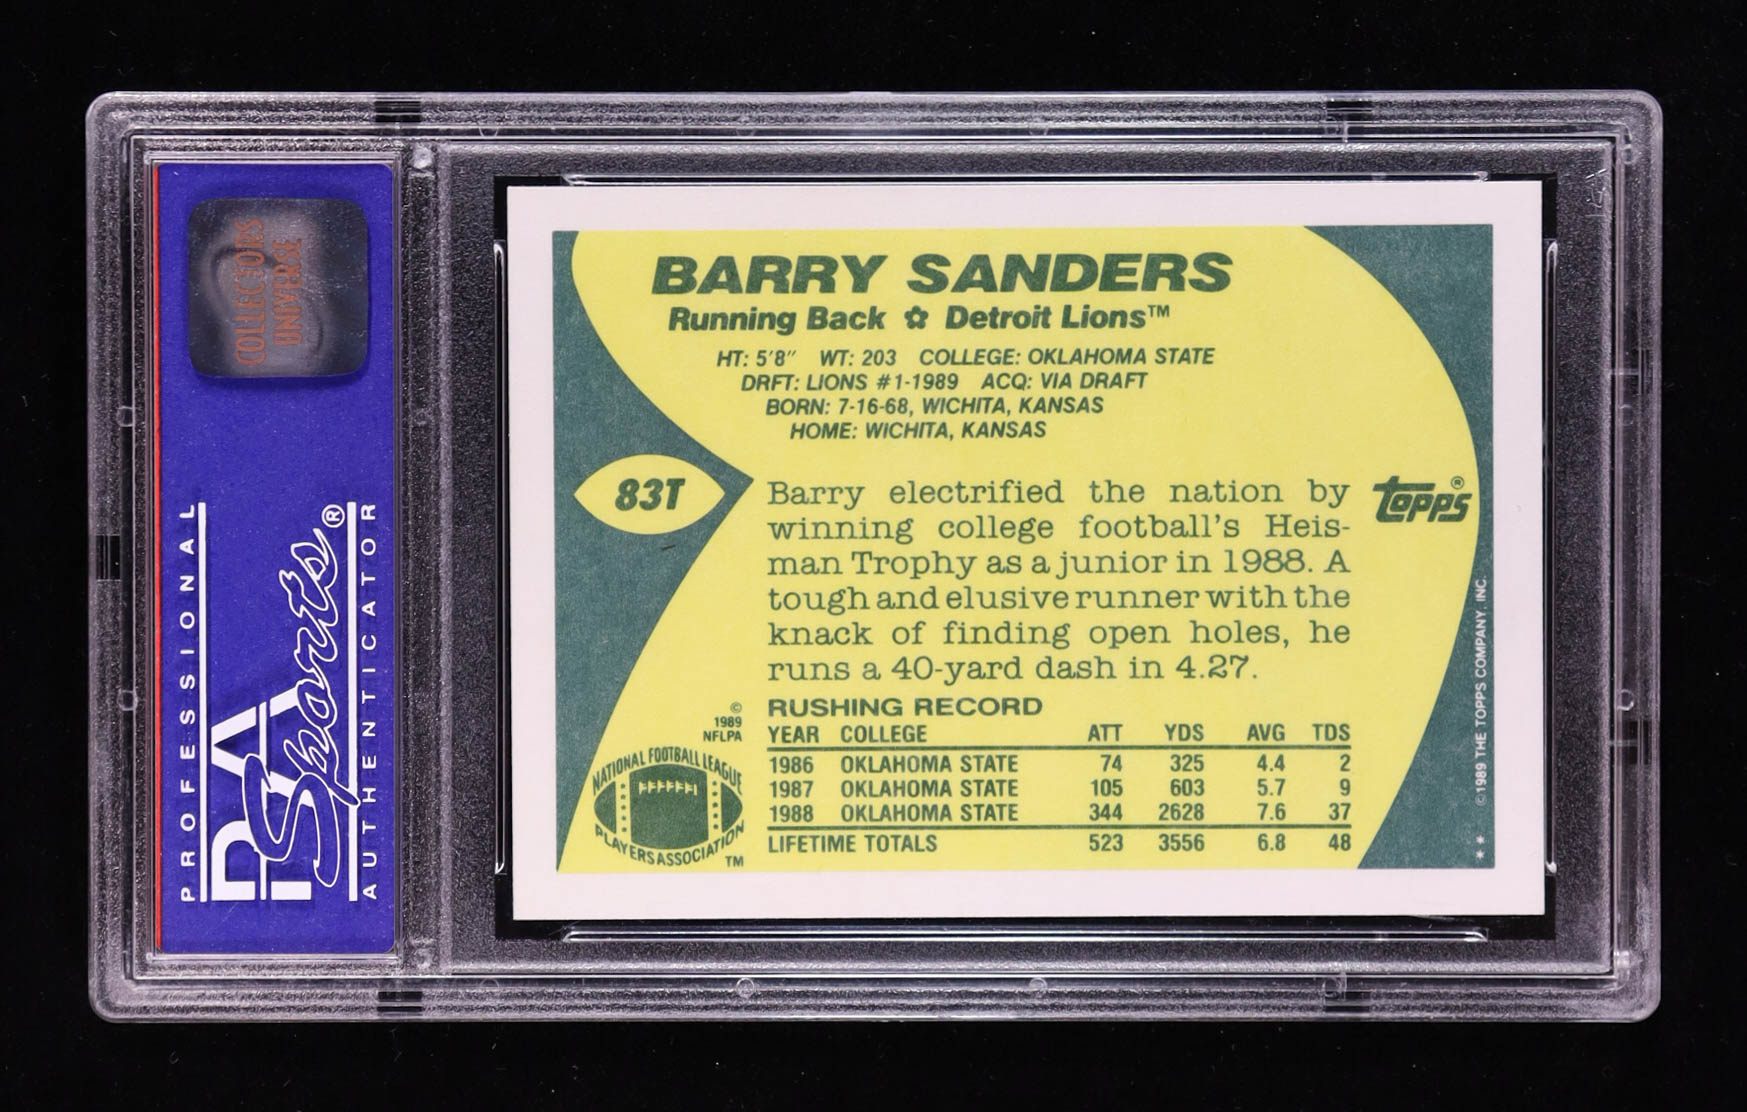 COLLECTORS
UNIVERSE
PROFESSIONAL
PSA
Sports®
AUTHENTICATOR
BARRY SANDERS
Running Back ✿ Detroit Lions™
HT: 5'8" WT: 203 COLLEGE: OKLAHOMA STATE
DRFT: LIONS #1-1989 ACQ: VIA DRAFT
BORN: 7-16-68, WICHITA, KANSAS
HOME: WICHITA, KANSAS
83T
Barry electrified the nation by
winning college football's Heis-
man Trophy as a junior in 1988. A
tough and elusive runner with the
knack of finding open holes, he
runs a 40-yard dash in 4.27.
topps®
RUSHING RECORD
YEAR COLLEGE ATT YDS AVG TDS
1986 OKLAHOMA STATE 74 325 4.4 2
1987 OKLAHOMA STATE 105 603 5.7 9
1988 OKLAHOMA STATE 344 2628 7.6 37
LIFETIME TOTALS 523 3556 6.8 48
©
1989
NFLPA
NATIONAL FOOTBALL LEAGUE
PLAYERS ASSOCIATION
™
**©1989 THE TOPPS COMPANY, INC.